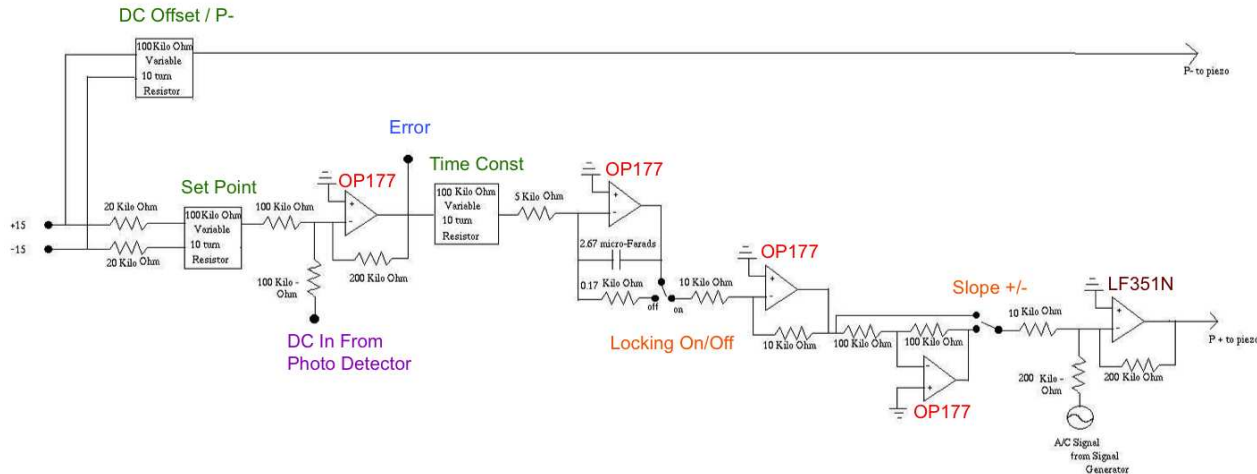 DC Offset / P-
100 Kilo Ohm
Variable
10 turn
Resistor
P- to piezo
Error
Time Const
OP177
Set Point
OP177
100 Kilo Ohm
Variable
10 turn
Resistor
5 Kilo Ohm
20 Kilo Ohm
100 Kilo Ohm
Variable
10 turn
Resistor
100 Kilo Ohm
+15
-15
20 Kilo Ohm
200 Kilo Ohm
100 Kilo -
Ohm
2.67 micro-Farads
OP177
0.17 Kilo Ohm
off
on
10 Kilo Ohm
Slope +/-
LF351N
10 Kilo Ohm
DC In From
Photo Detector
Locking On/Off
10 Kilo Ohm
100 Kilo Ohm
100 Kilo Ohm
P + to piezo
200 Kilo -
Ohm
200 Kilo Ohm
OP177
A/C Signal
from Signal
Generator